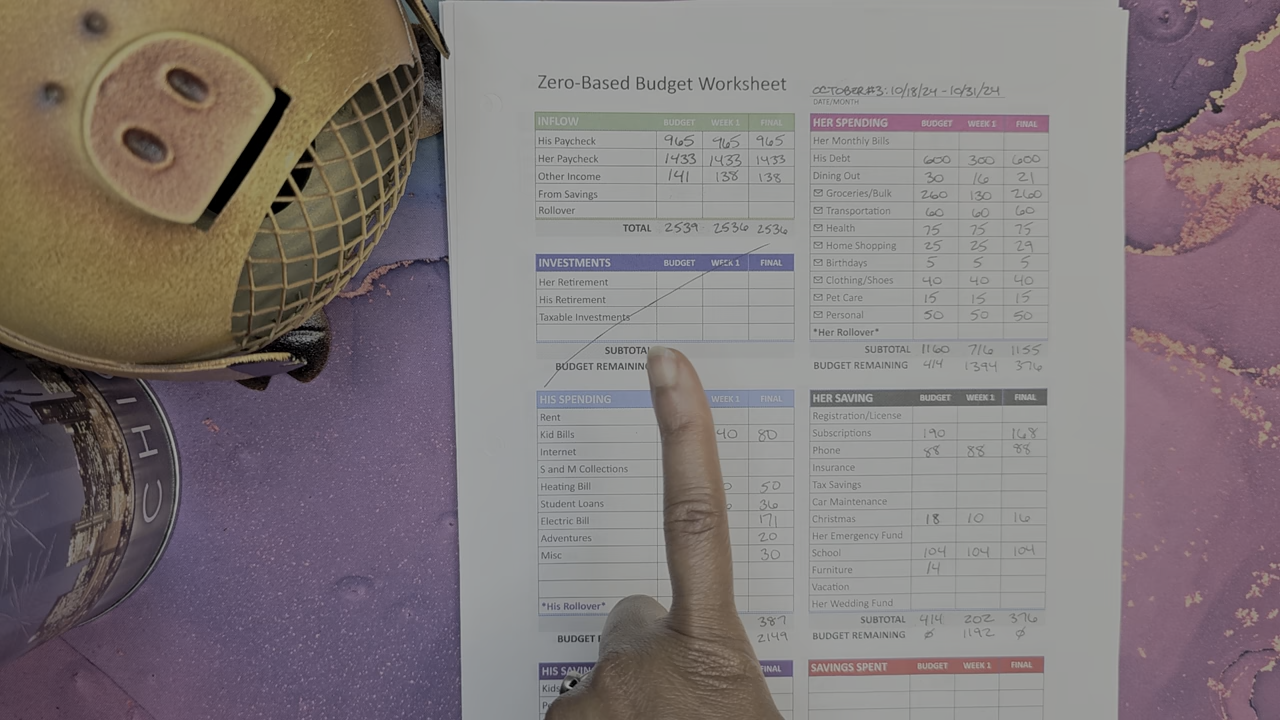 Zero-Based Budget Worksheet
OCTOBER #3: 10/18/24 - 10/31/24
DATE/MONTH
INFLOW BUDGET WEEK 1 FINAL
His Paycheck 965 965 965
Her Paycheck 1433 1433 1433
Other Income 141 138 138
From Savings
Rollover
TOTAL 2539 2536 2536
INVESTMENTS BUDGET WEEK 1 FINAL
Her Retirement
His Retirement
Taxable Investments
SUBTOTAL
BUDGET REMAINING
HIS SPENDING WEEK 1 FINAL
Rent
Kid Bills 40 80
Internet
S and M Collections
Heating Bill 50
Student Loans 36
Electric Bill 171
Adventures 20
Misc 30
*His Rollover*
387
BUDGET 2149
HIS FINAL
HER SPENDING BUDGET WEEK 1 FINAL
Her Monthly Bills
His Debt 600 300 600
Dining Out 30 16 21
Groceries/Bulk 260 130 260
Transportation 60 60 60
Health 75 75 75
Home Shopping 25 25 29
Birthdays 5 5 5
Clothing/Shoes 40 40 40
Pet Care 15 15 15
Personal 50 50 50
*Her Rollover*
SUBTOTAL 1160 716 1155
BUDGET REMAINING 414 1394 376
HER SAVING BUDGET WEEK 1 FINAL
Registration/License
Subscriptions 190 168
Phone 88 88 88
Insurance
Tax Savings
Car Maintenance
Christmas 18 10 16
Her Emergency Fund
School 104 104 104
Furniture 14
Vacation
Her Wedding Fund
SUBTOTAL 414 202 376
BUDGET REMAINING ø 1192 ø
SAVINGS SPENT BUDGET WEEK 1 FINAL
CHI